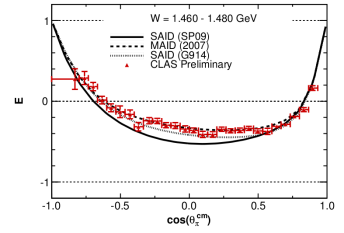 W = 1.460 - 1.480 GeV
SAID (SP09)
MAID (2007)
SAID (G914)
CLAS Preliminary
1
0
-1
E
-1.0 -0.5 0.0 0.5 1.0
cos(θπcm)